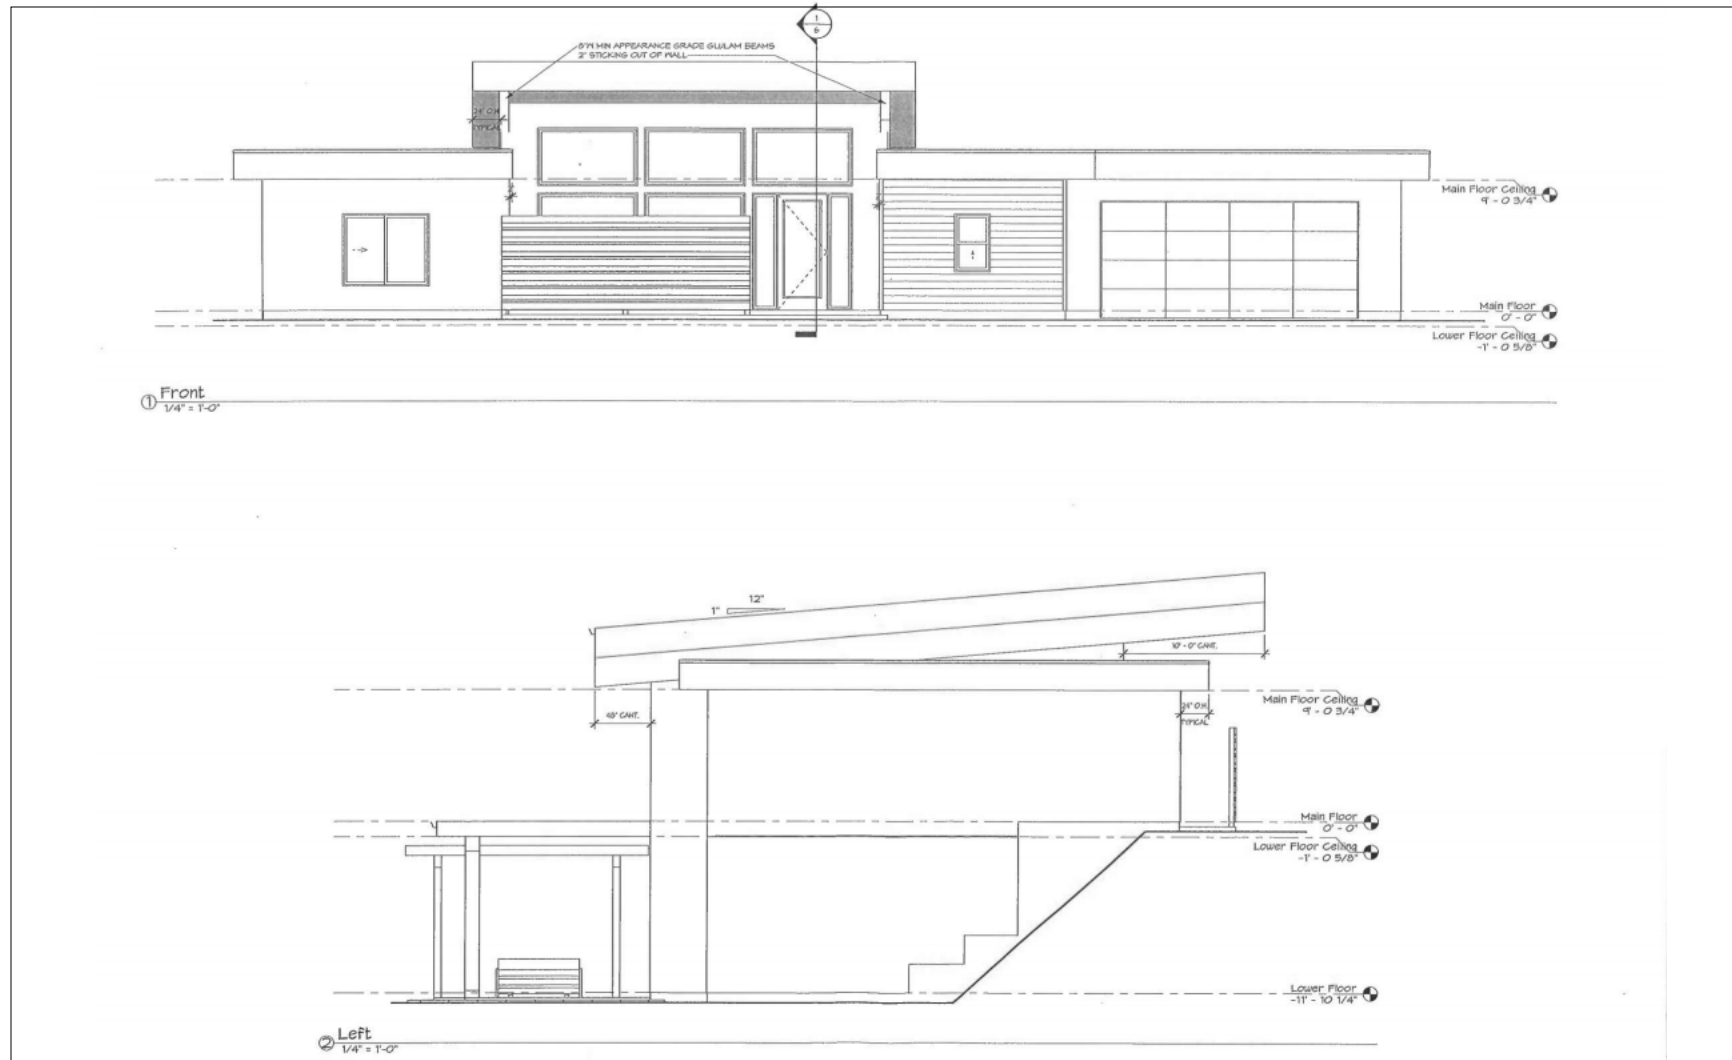 1
6
5"M MIN APPEARANCE GRADE GLULAM BEAMS
2" STICKING OUT OF WALL
24" O.H.
TYPICAL
Main Floor Ceiling
9' - 0 3/4"
Main Floor
0' - 0"
Lower Floor Ceiling
-1' - 0 5/8"
1 Front
1/4" = 1'-0"
12"
1"
10' - 0" CANT.
Main Floor Ceiling
9' - 0 3/4"
48" CANT.
24" O.H.
TYPICAL
Main Floor
0' - 0"
Lower Floor Ceiling
-1' - 0 5/8"
Lower Floor
-11' - 10 1/4"
2 Left
1/4" = 1'-0"